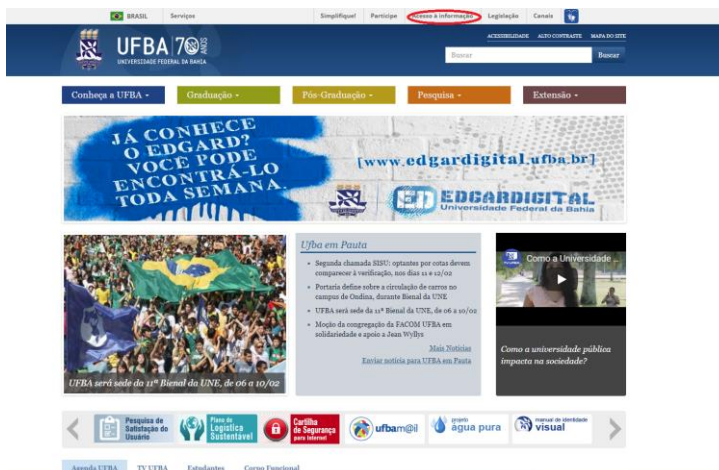 BRASIL Serviços Simplifique! Participe Acesso à informação Legislação Canais
ACESSIBILIDADE ALTO CONTRASTE MAPA DO SITE
UFBA 70
UNIVERSIDADE FEDERAL DA BAHIA
Buscar Buscar
Conheça a UFBA Graduação Pós-Graduação Pesquisa Extensão
JÁ CONHECE
O EDGARD?
VOCÊ PODE
ENCONTRÁ-LO
TODA SEMANA.
[www.edgardigital.ufba.br]
ED EDGARDIGITAL
Universidade Federal da Bahia
UFBA será sede da 11ª Bienal da UNE, de 06 a 10/02
Ufba em Pauta
Segunda chamada SISU: optantes por cotas devem
comparecer à verificação, nos dias 11 e 12/02
Portaria define sobre a circulação de carros no
campus de Ondina, durante Bienal da UNE
UFBA será sede da 11ª Bienal da UNE, de 06 a 10/02
Moção da congregação da FACOM UFBA em
solidariedade e apoio a Jean Wyllys
Mais Notícias
Enviar notícia para UFBA em Pauta
Como a Universidade ...
Como a universidade pública
impacta na sociedade?
Pesquisa de
Satisfação do
Usuário
Plano de
Logística
Sustentável
Cartilha
de Segurança
para Internet
ufbam@il
projeto
água pura
manual de identidade
visual
Agenda UFBA TV UFBA Estudantes Corpo Funcional